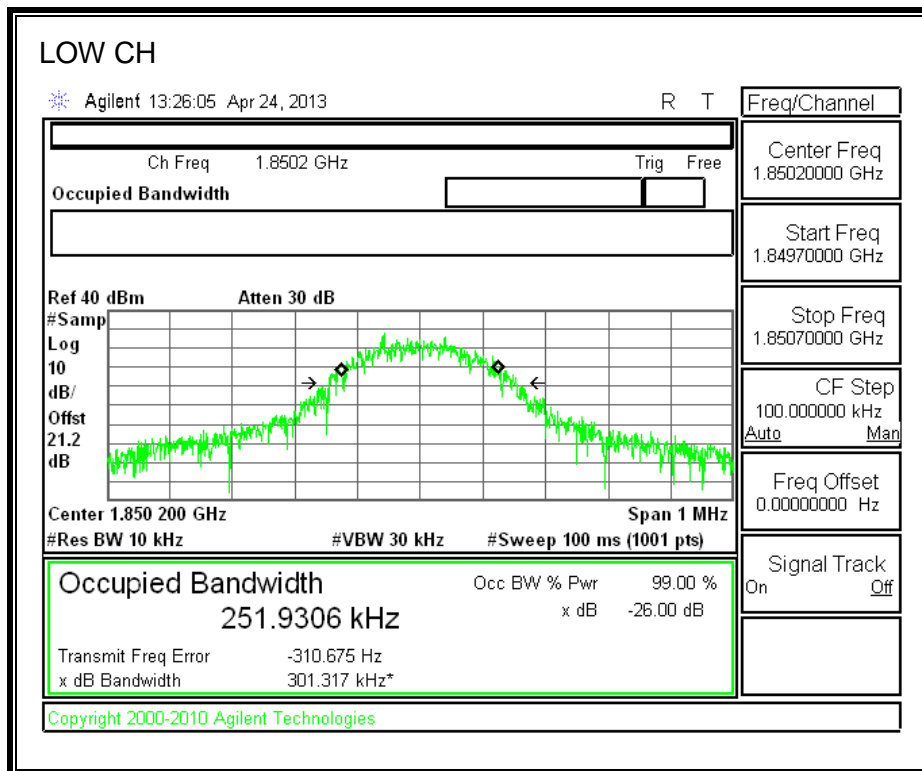 LOW CH
Agilent 13:26:05 Apr 24, 2013 R T
Freq/Channel
Ch Freq 1.8502 GHz Trig Free
Occupied Bandwidth
Center Freq
1.85020000 GHz
Start Freq
1.84970000 GHz
Stop Freq
1.85070000 GHz
CF Step
100.000000 kHz
Auto Man
Freq Offset
0.00000000 Hz
Signal Track
On Off
Ref 40 dBm Atten 30 dB
#Samp
Log
10
dB/
Offst
21.2
dB
Center 1.850 200 GHz Span 1 MHz
#Res BW 10 kHz #VBW 30 kHz #Sweep 100 ms (1001 pts)
Occupied Bandwidth Occ BW % Pwr 99.00 %
251.9306 kHz x dB -26.00 dB
Transmit Freq Error -310.675 Hz
x dB Bandwidth 301.317 kHz*
Copyright 2000-2010 Agilent Technologies